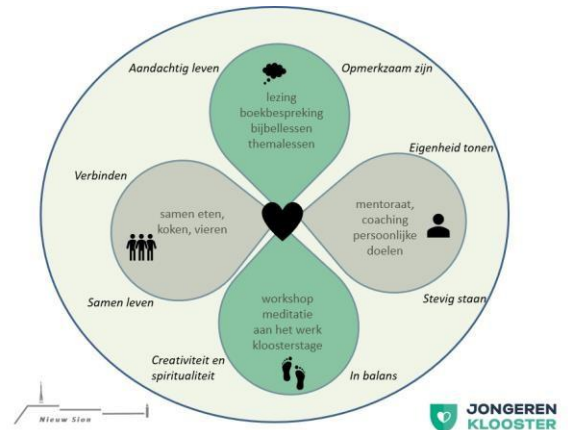 Aandachtig leven
Opmerkzaam zijn
lezing
boekbespreking
bijbellessen
themalessen
Verbinden
Eigenheid tonen
samen eten,
koken, vieren
mentoraat,
coaching
persoonlijke
doelen
Samen leven
Stevig staan
workshop
meditatie
aan het werk
kloosterstage
Creativiteit en
spiritualiteit
In balans
Nieuw Sion
JONGEREN
KLOOSTER